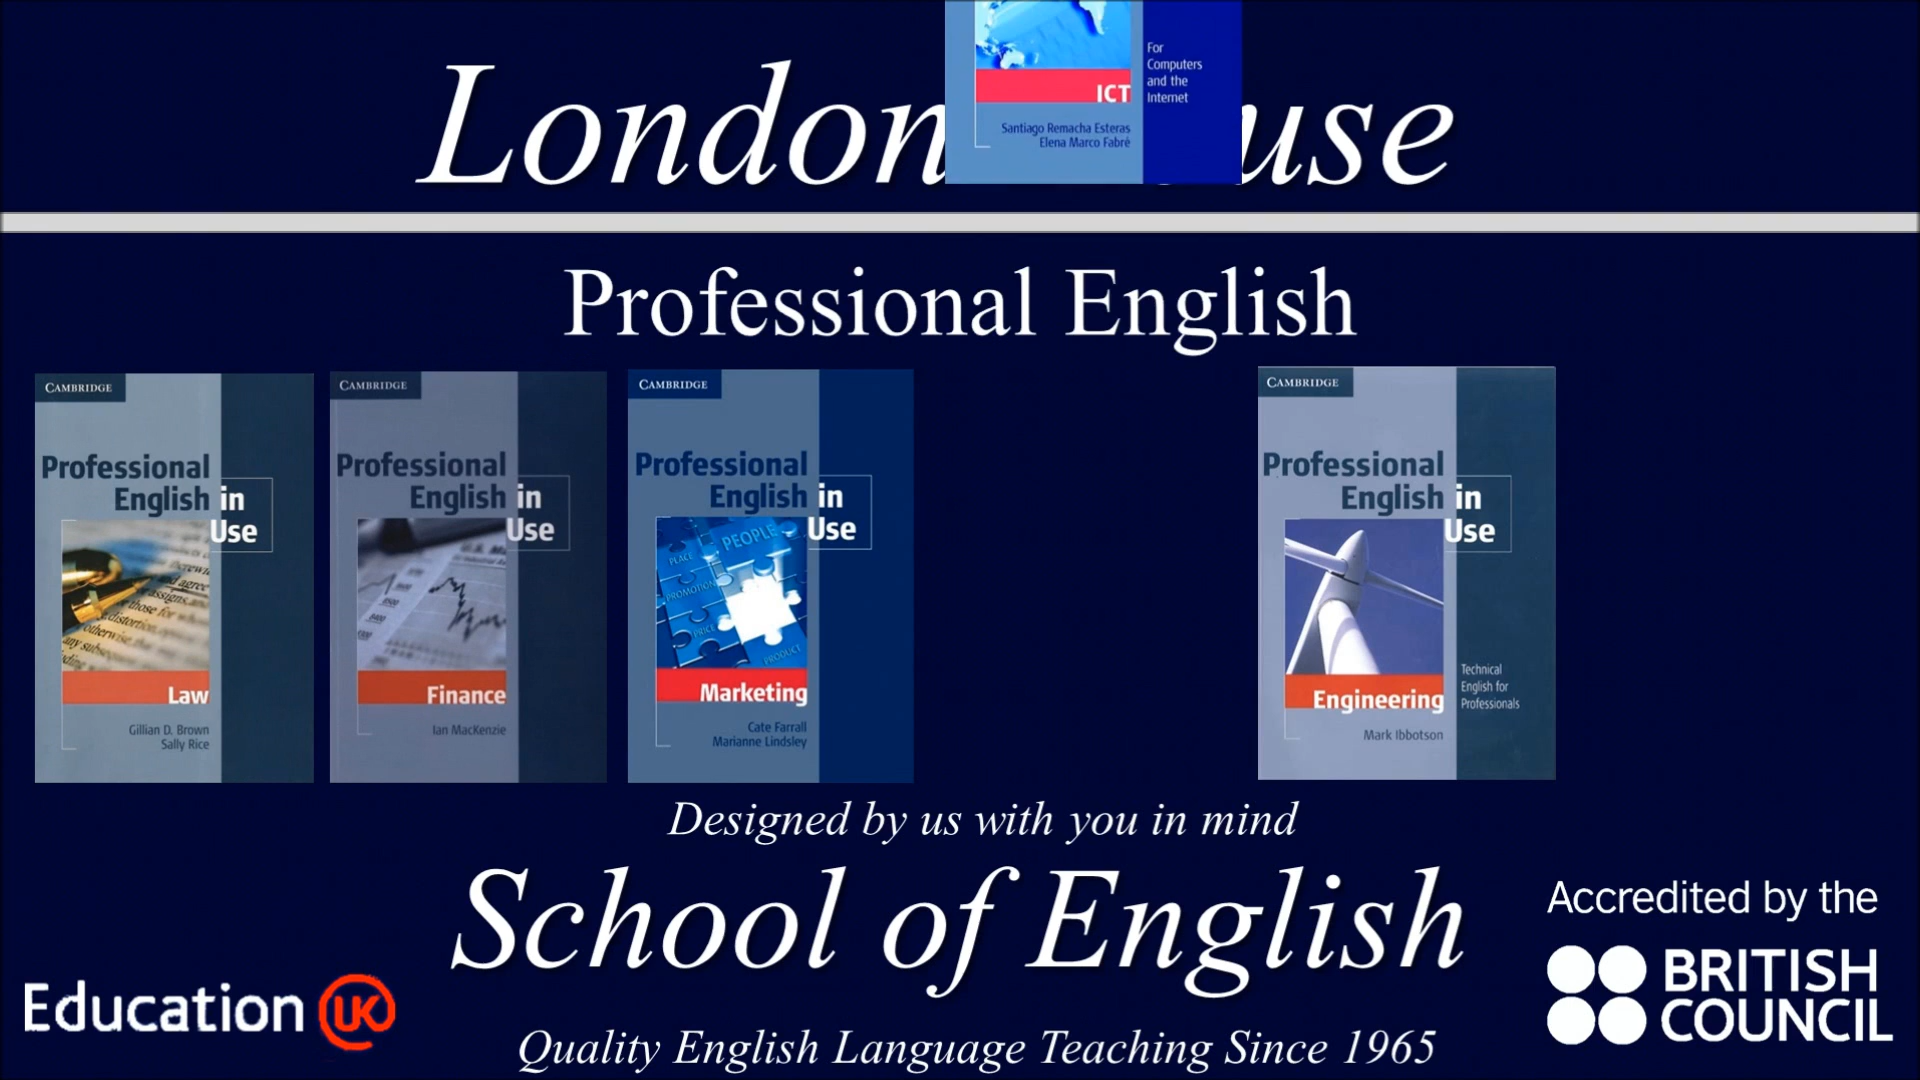 London use
For
Computers
and the
Internet
ICT
Santiago Remacha Esteras
Elena Marco Fabré
Professional English
CAMBRIDGE
Professional
English in
Use
Law
Gillian D. Brown
Sally Rice
CAMBRIDGE
Professional
English in
Use
Finance
Ian MacKenzie
CAMBRIDGE
Professional
English in
Use
PEOPLE
PLACE
PROMOTION
PRICE
PRODUCT
Marketing
Cate Farrall
Marianne Lindsley
CAMBRIDGE
Professional
English in
Use
Engineering
Technical
English for
Professionals
Mark Ibbotson
Designed by us with you in mind
School of English
Quality English Language Teaching Since 1965
Education UK
Accredited by the
BRITISH
COUNCIL